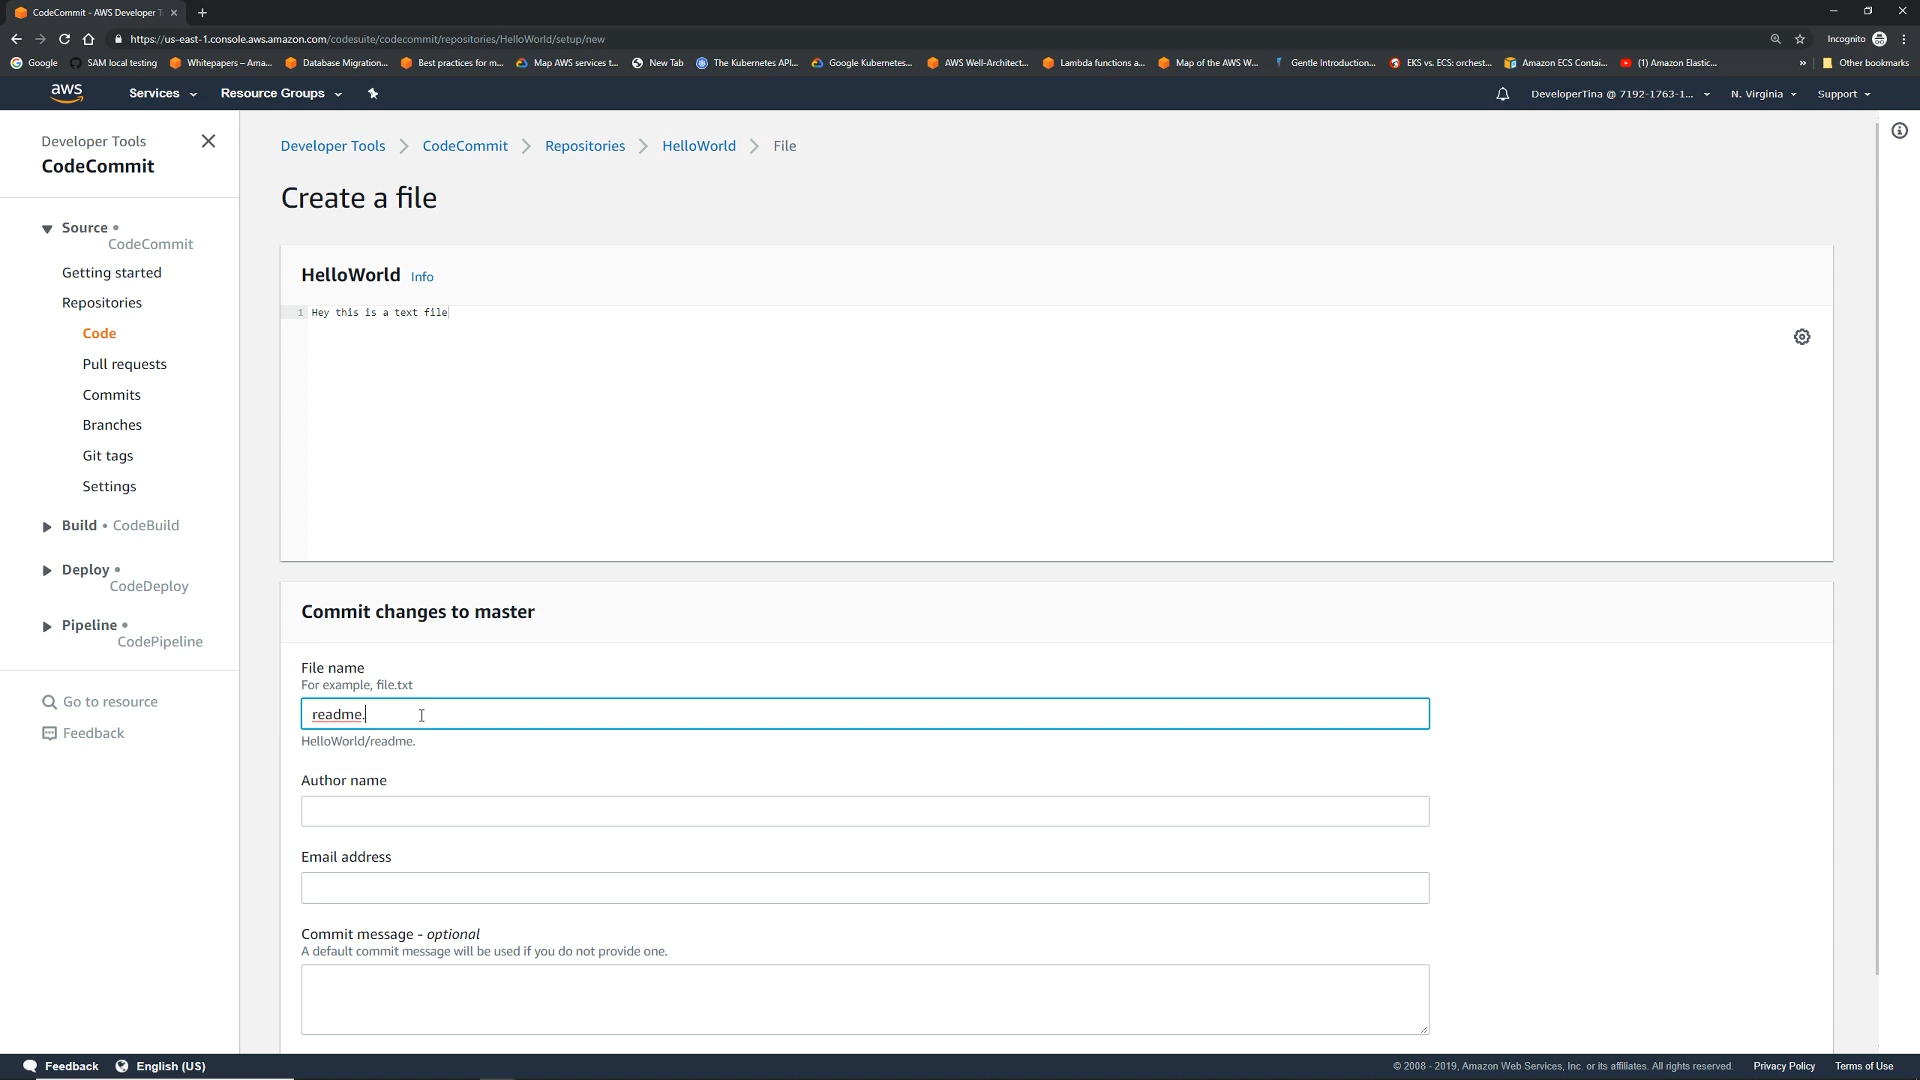 CodeCommit - AWS Developer T
https://us-east-1.console.aws.amazon.com/codesuite/codecommit/repositories/HelloWorld/setup/new
Incognito
Google
SAM local testing
Whitepapers – Ama...
Database Migration...
Best practices for m...
Map AWS services t...
New Tab
The Kubernetes API...
Google Kubernetes...
AWS Well-Architect...
Lambda functions a...
Map of the AWS W...
Gentle Introduction...
EKS vs. ECS: orchest...
Amazon ECS Contai...
(1) Amazon Elastic...
»
Other bookmarks
aws
Services
Resource Groups
DeveloperTina @ 7192-1763-1...
N. Virginia
Support
Developer Tools
CodeCommit
Source •
CodeCommit
Getting started
Repositories
Code
Pull requests
Commits
Branches
Git tags
Settings
Build • CodeBuild
Deploy •
CodeDeploy
Pipeline •
CodePipeline
Go to resource
Feedback
Developer Tools
CodeCommit
Repositories
HelloWorld
File
Create a file
HelloWorld Info
1 Hey this is a text file
Commit changes to master
File name
For example, file.txt
readme.
HelloWorld/readme.
Author name
Email address
Commit message - optional
A default commit message will be used if you do not provide one.
Feedback
English (US)
© 2008 - 2019, Amazon Web Services, Inc. or its affiliates. All rights reserved.
Privacy Policy
Terms of Use